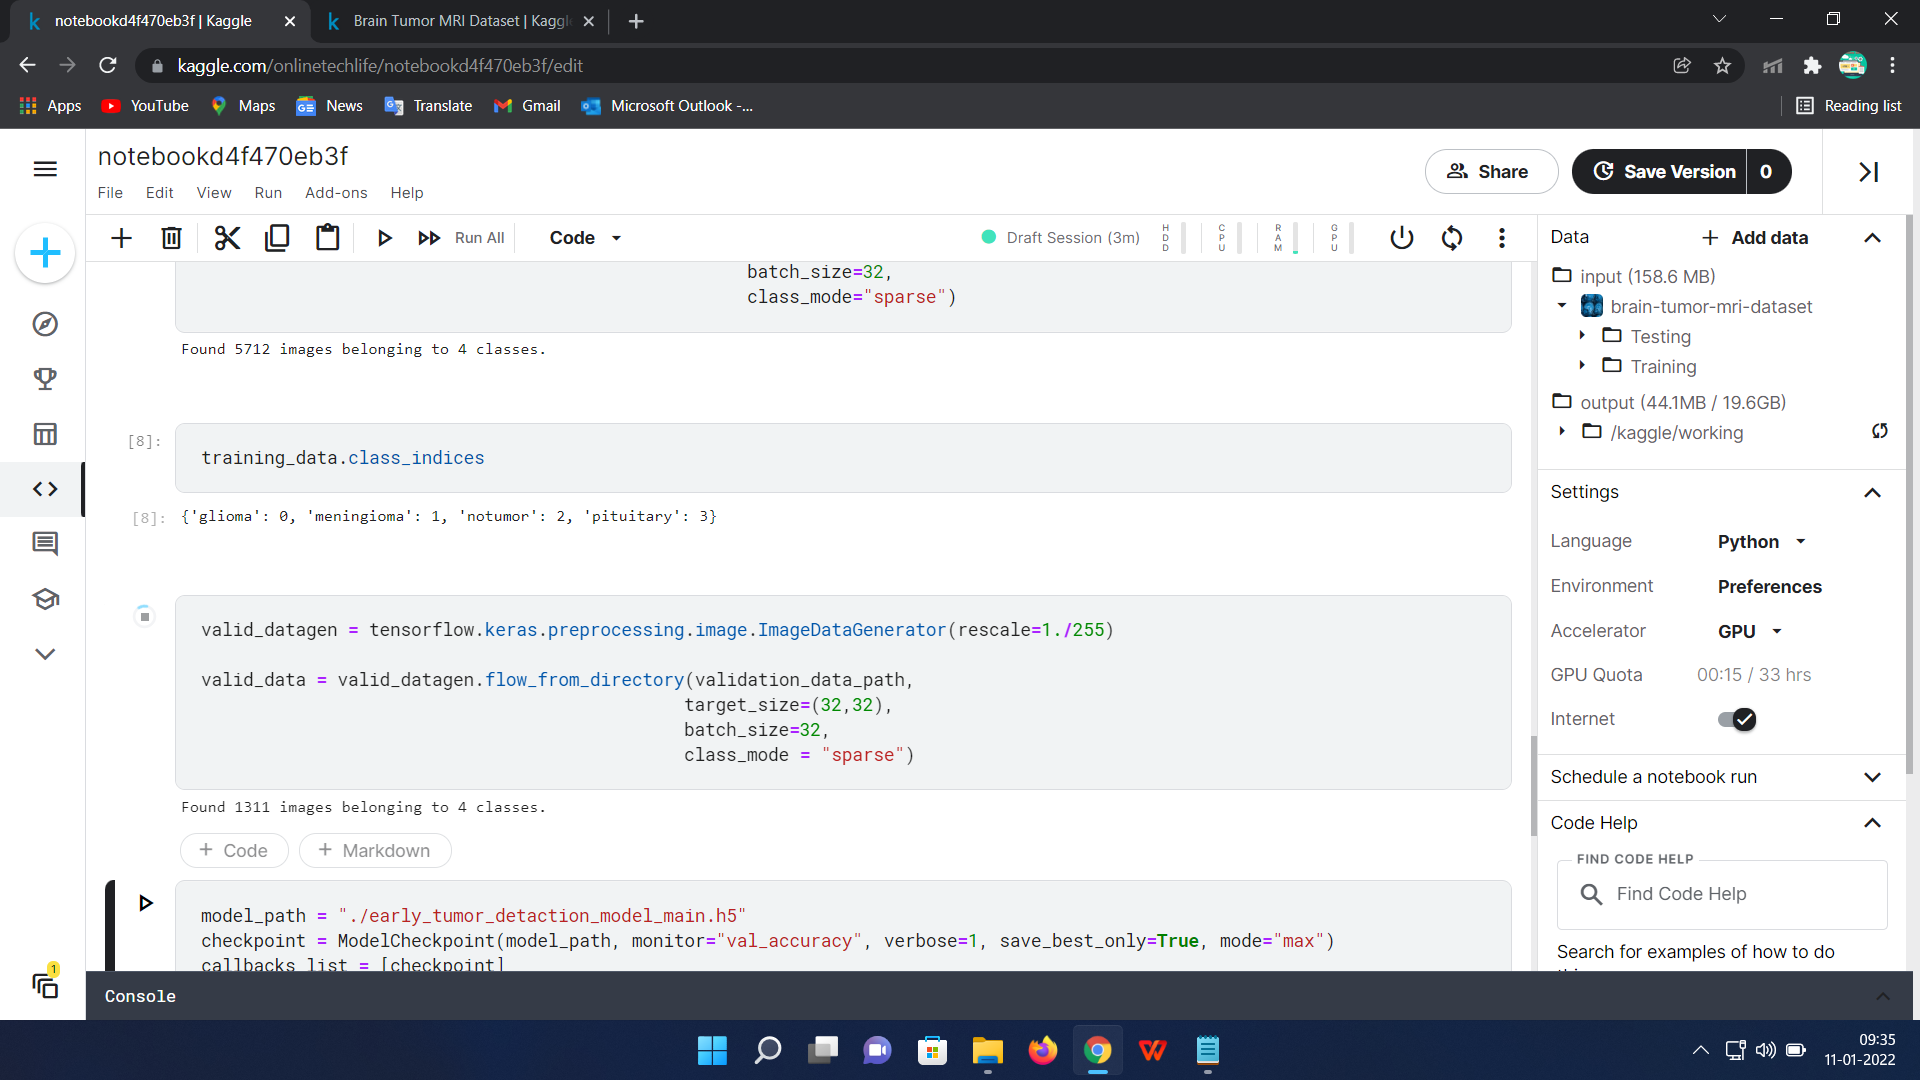 notebookd4f470eb3f | Kaggle
Brain Tumor MRI Dataset | Kaggl
kaggle.com/onlinetechlife/notebookd4f470eb3f/edit
Apps YouTube Maps News Translate Gmail Microsoft Outlook -... Reading list
notebookd4f470eb3f
File Edit View Run Add-ons Help
Share
Save Version 0
Run All Code
Draft Session (3m) HDD CPU RAM GPU
batch_size=32,
class_mode="sparse")
Found 5712 images belonging to 4 classes.
[8]:
training_data.class_indices
[8]: {'glioma': 0, 'meningioma': 1, 'notumor': 2, 'pituitary': 3}
valid_datagen = tensorflow.keras.preprocessing.image.ImageDataGenerator(rescale=1./255)
valid_data = valid_datagen.flow_from_directory(validation_data_path,
target_size=(32,32),
batch_size=32,
class_mode = "sparse")
Found 1311 images belonging to 4 classes.
+ Code + Markdown
model_path = "./early_tumor_detaction_model_main.h5"
checkpoint = ModelCheckpoint(model_path, monitor="val_accuracy", verbose=1, save_best_only=True, mode="max")
callbacks_list = [checkpoint]
Console
Data + Add data
input (158.6 MB)
brain-tumor-mri-dataset
Testing
Training
output (44.1MB / 19.6GB)
/kaggle/working
Settings
Language Python
Environment Preferences
Accelerator GPU
GPU Quota 00:15 / 33 hrs
Internet
Schedule a notebook run
Code Help
FIND CODE HELP
Find Code Help
Search for examples of how to do
1
09:35
11-01-2022